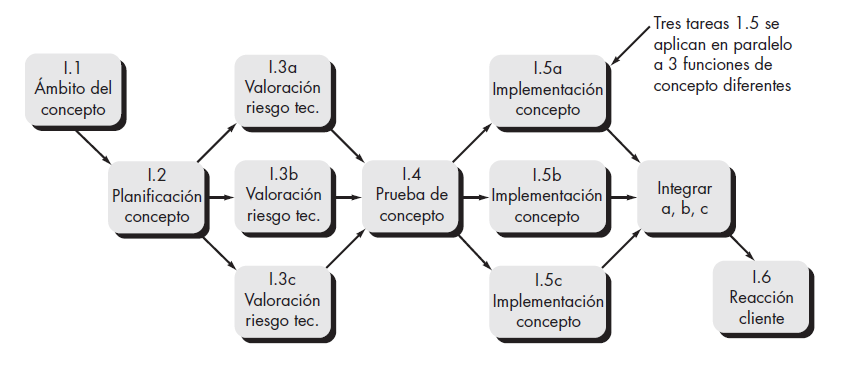 Tres tareas 1.5 se
aplican en paralelo
a 3 funciones de
concepto diferentes
I.1
Ámbito del
concepto
I.2
Planificación
concepto
I.3a
Valoración
riesgo tec.
I.3b
Valoración
riesgo tec.
I.3c
Valoración
riesgo tec.
I.4
Prueba de
concepto
I.5a
Implementación
concepto
I.5b
Implementación
concepto
I.5c
Implementación
concepto
Integrar
a, b, c
I.6
Reacción
cliente